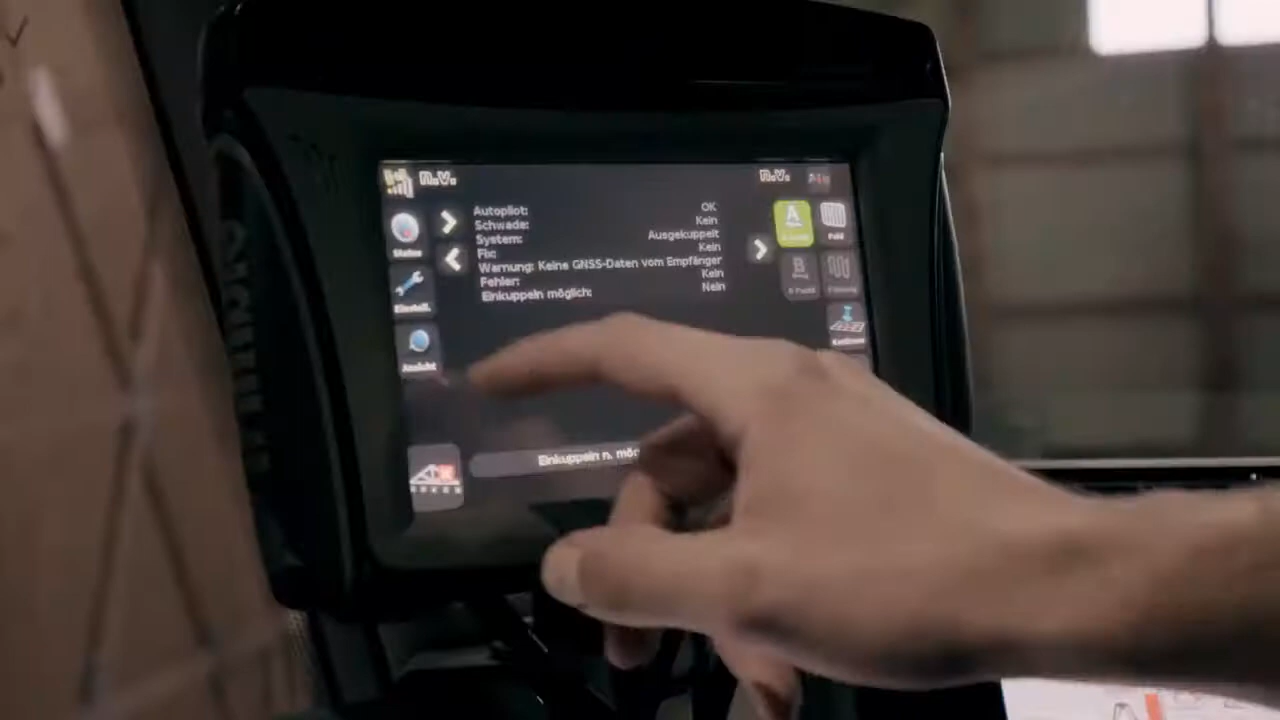 n.v.
n.v.
Autopilot: OK
Schwade: Kein
System: Ausgekuppelt
Fix: Kein
Warnung: Keine GNSS-Daten vom Empfänger
Fehler: Kein
Einkuppeln möglich: Nein
Status
Einstell.
Ansicht
A
Feld
B
Einkuppeln n.